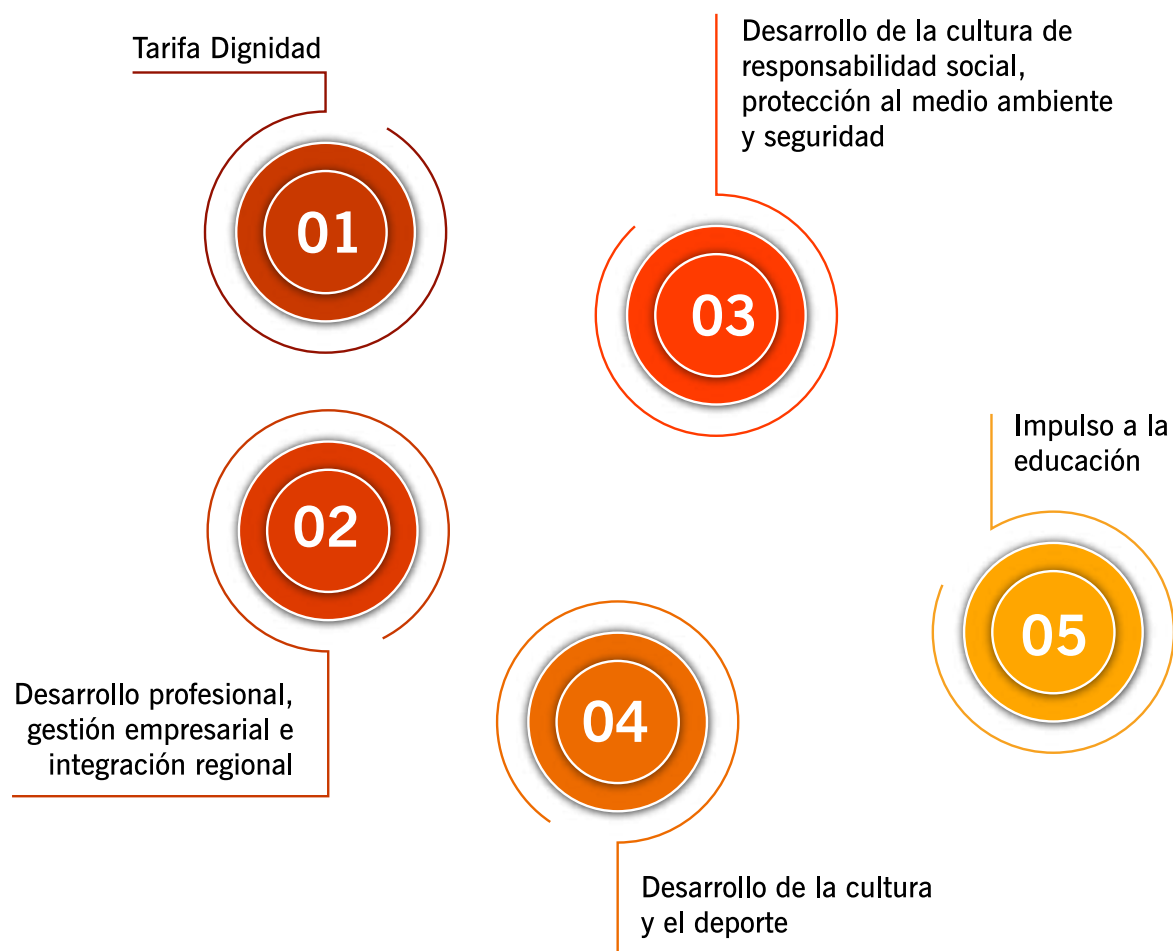 Tarifa Dignidad
01
02
Desarrollo profesional,
gestión empresarial e
integración regional
Desarrollo de la cultura de
responsabilidad social,
protección al medio ambiente
y seguridad
03
04
Desarrollo de la cultura
y el deporte
Impulso a la
educación
05